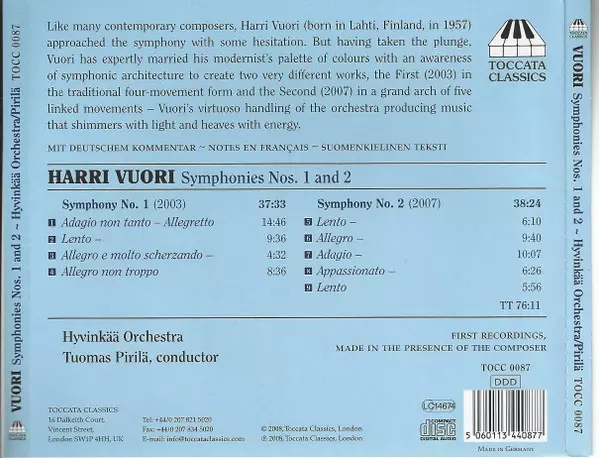 Like many contemporary composers, Harri Vuori (born in Lahti, Finland, in 1957)
approached the symphony with some hesitation. But having taken the plunge,
Vuori has expertly married his modernist's palette of colours with an awareness
of symphonic architecture to create two very different works, the First (2003) in
the traditional four-movement form and the Second (2007) in a grand arch of five
linked movements – Vuori's virtuoso handling of the orchestra producing music
that shimmers with light and heaves with energy.
TOCCATA
CLASSICS
MIT DEUTSCHEM KOMMENTAR ~ NOTES EN FRANÇAIS ~ SUOMENKIELINEN TEKSTI
HARRI VUORI Symphonies Nos. 1 and 2
Symphony No. 1 (2003) 37:33
1 Adagio non tanto – Allegretto 14:46
2 Lento – 9:36
3 Allegro e molto scherzando – 4:32
4 Allegro non troppo 8:36
Symphony No. 2 (2007) 38:24
5 Lento – 6:10
6 Allegro – 9:40
7 Adagio – 10:07
8 Appassionato – 6:26
9 Lento 5:56
TT 76:11
Hyvinkää Orchestra
Tuomas Pirilä, conductor
FIRST RECORDINGS,
MADE IN THE PRESENCE OF THE COMPOSER
TOCC 0087
DDD
LC14674
COMPACT
disc
DIGITAL AUDIO
5 060113 440877
MADE IN GERMANY
TOCCATA CLASSICS
16 Dalkeith Court,
Vincent Street,
London SW1P 4HH, UK
Tel: +44/0 207 821 5020
Fax: +44/0 207 834 5020
E-mail: info@toccataclassics.com
© 2008, Toccata Classics, London
℗ 2008, Toccata Classics, London
VUORI Symphonies Nos. 1 and 2 ~ Hyvinkää Orchestra/Pirilä TOCC 0087
TOCCATA
CLASSICS
VUORI Symphonies Nos. 1 and 2 ~ Hyvinkää Orchestra/Pirilä TOCC 0087
TOCCATA
CLASSICS